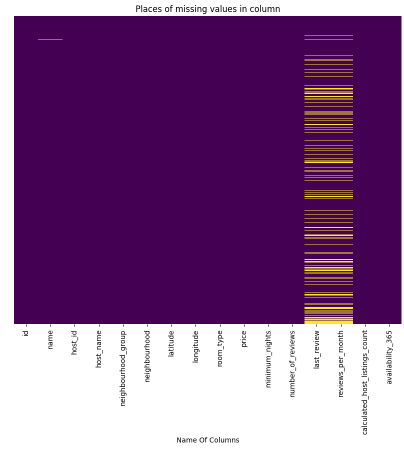 Places of missing values in column
id
name
host_id
host_name
neighbourhood_group
neighbourhood
latitude
longitude
room_type
price
minimum_nights
number_of_reviews
last_review
reviews_per_month
calculated_host_listings_count
availability_365
Name Of Columns